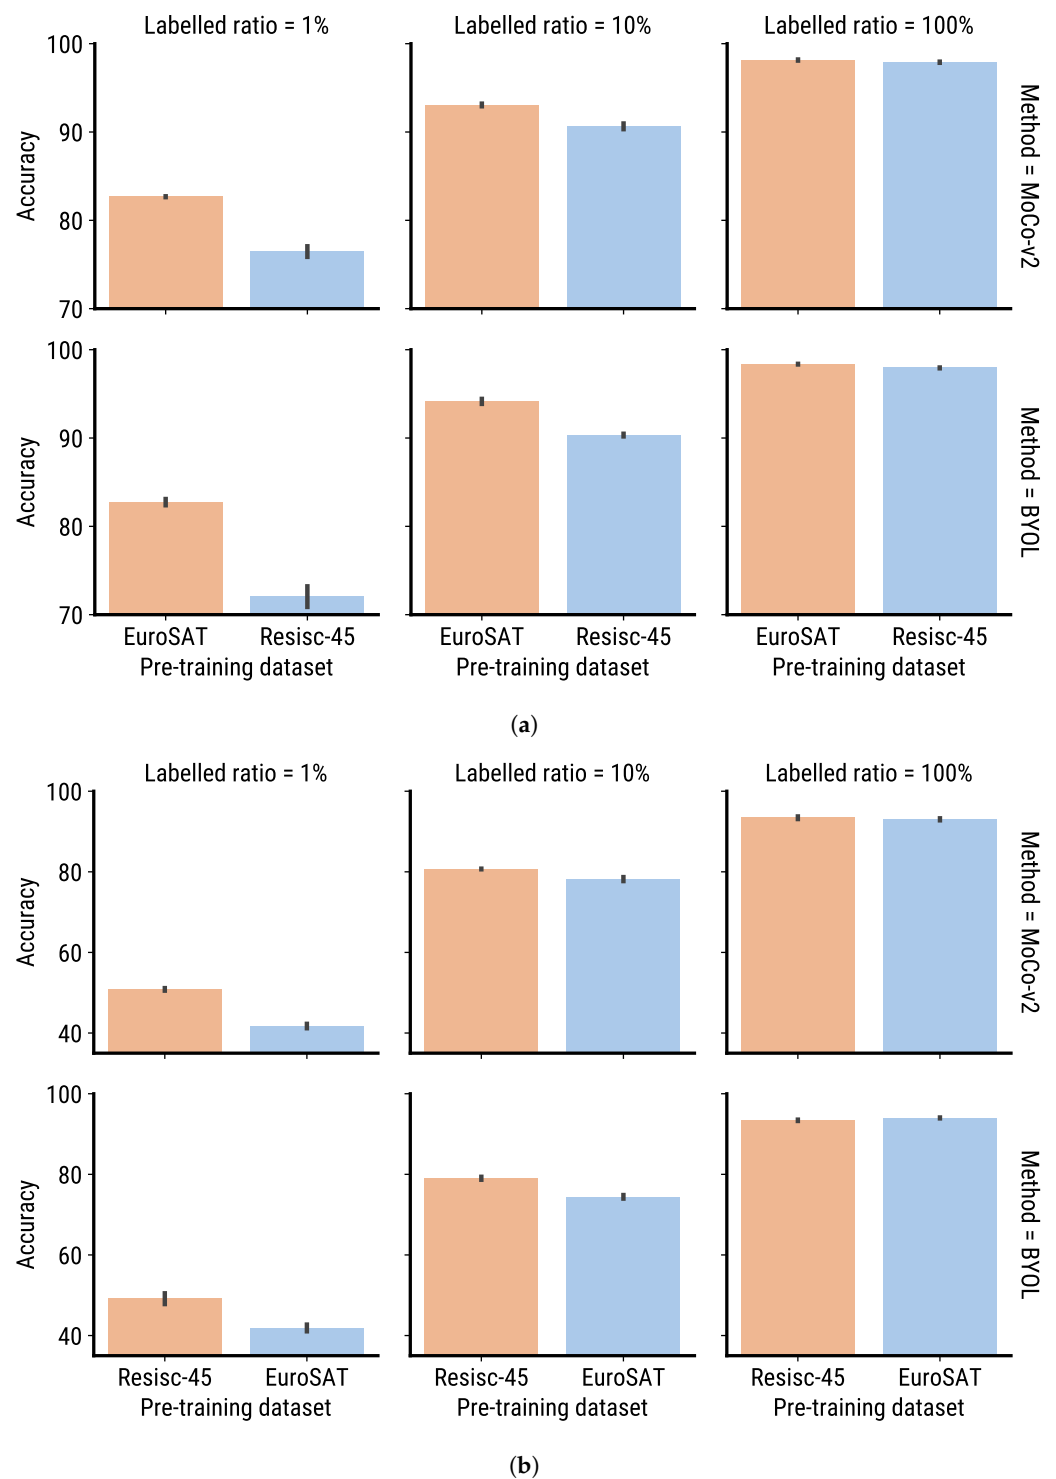 Labelled ratio = 1%
Labelled ratio = 10%
Labelled ratio = 100%
100
90
80
70
Accuracy
Method = MoCo-v2
100
90
80
70
Accuracy
Method = BYOL
EuroSAT
Resisc-45
EuroSAT
Resisc-45
EuroSAT
Resisc-45
Pre-training dataset
Pre-training dataset
Pre-training dataset
(a)
Labelled ratio = 1%
Labelled ratio = 10%
Labelled ratio = 100%
100
80
60
40
Accuracy
Method = MoCo-v2
100
80
60
40
Accuracy
Method = BYOL
Resisc-45
EuroSAT
Resisc-45
EuroSAT
Resisc-45
EuroSAT
Pre-training dataset
Pre-training dataset
Pre-training dataset
(b)